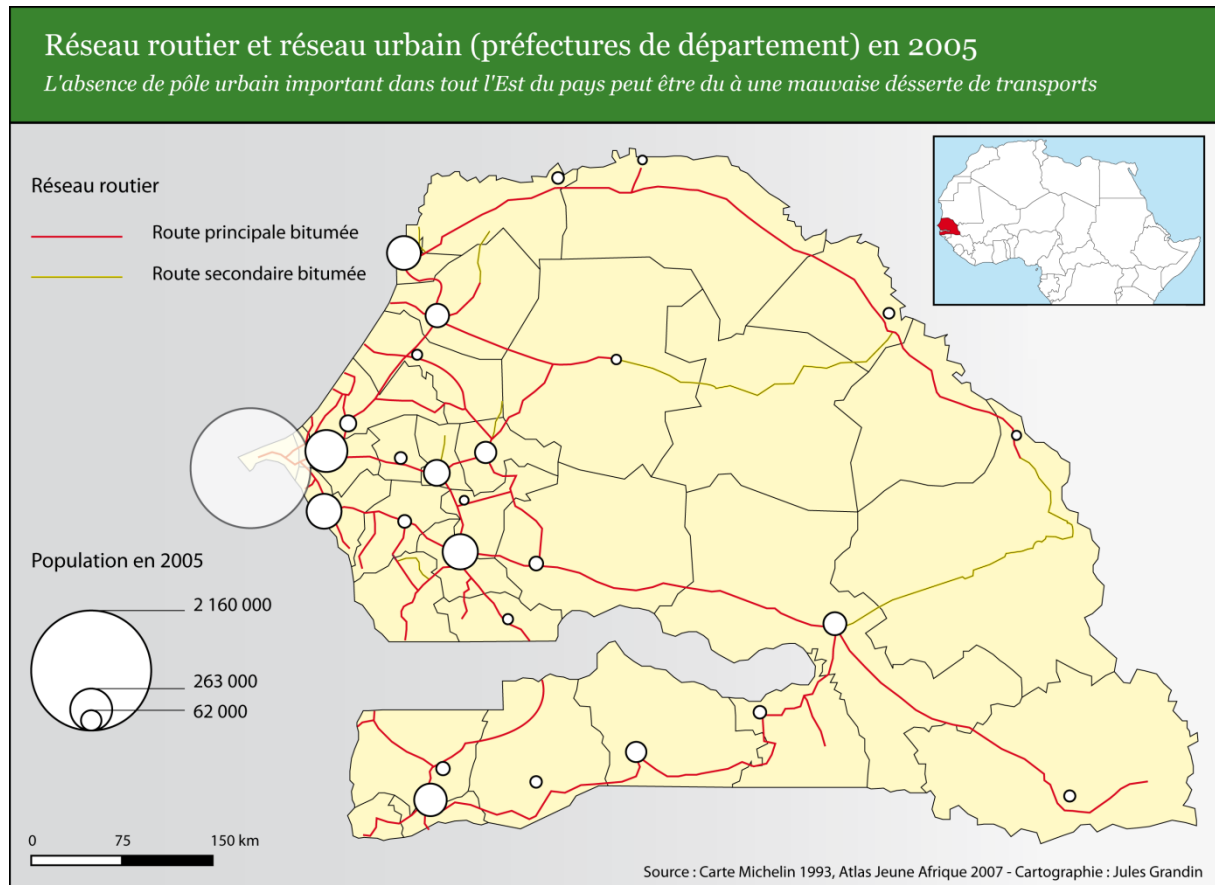 Réseau routier et réseau urbain (préfectures de département) en 2005
L'absence de pôle urbain important dans tout l'Est du pays peut être du à une mauvaise désserte de transports
Réseau routier
Route principale bitumée
Route secondaire bitumée
Population en 2005
2 160 000
263 000
62 000
0 75 150 km
Source : Carte Michelin 1993, Atlas Jeune Afrique 2007 - Cartographie : Jules Grandin